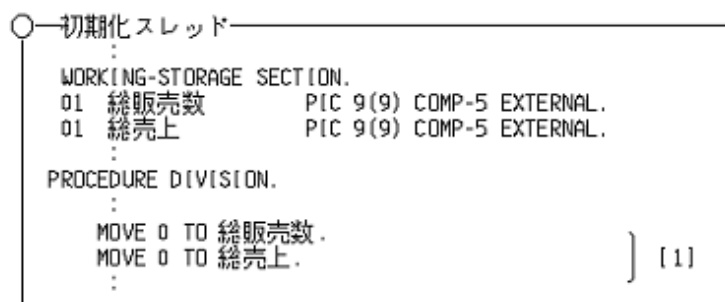 初期化スレッド
:
WORKING-STORAGE SECTION.
01 総販売数 PIC 9(9) COMP-5 EXTERNAL.
01 総売上 PIC 9(9) COMP-5 EXTERNAL.
:
PROCEDURE DIVISION.
:
MOVE 0 TO 総販売数.
MOVE 0 TO 総売上. [1]
: